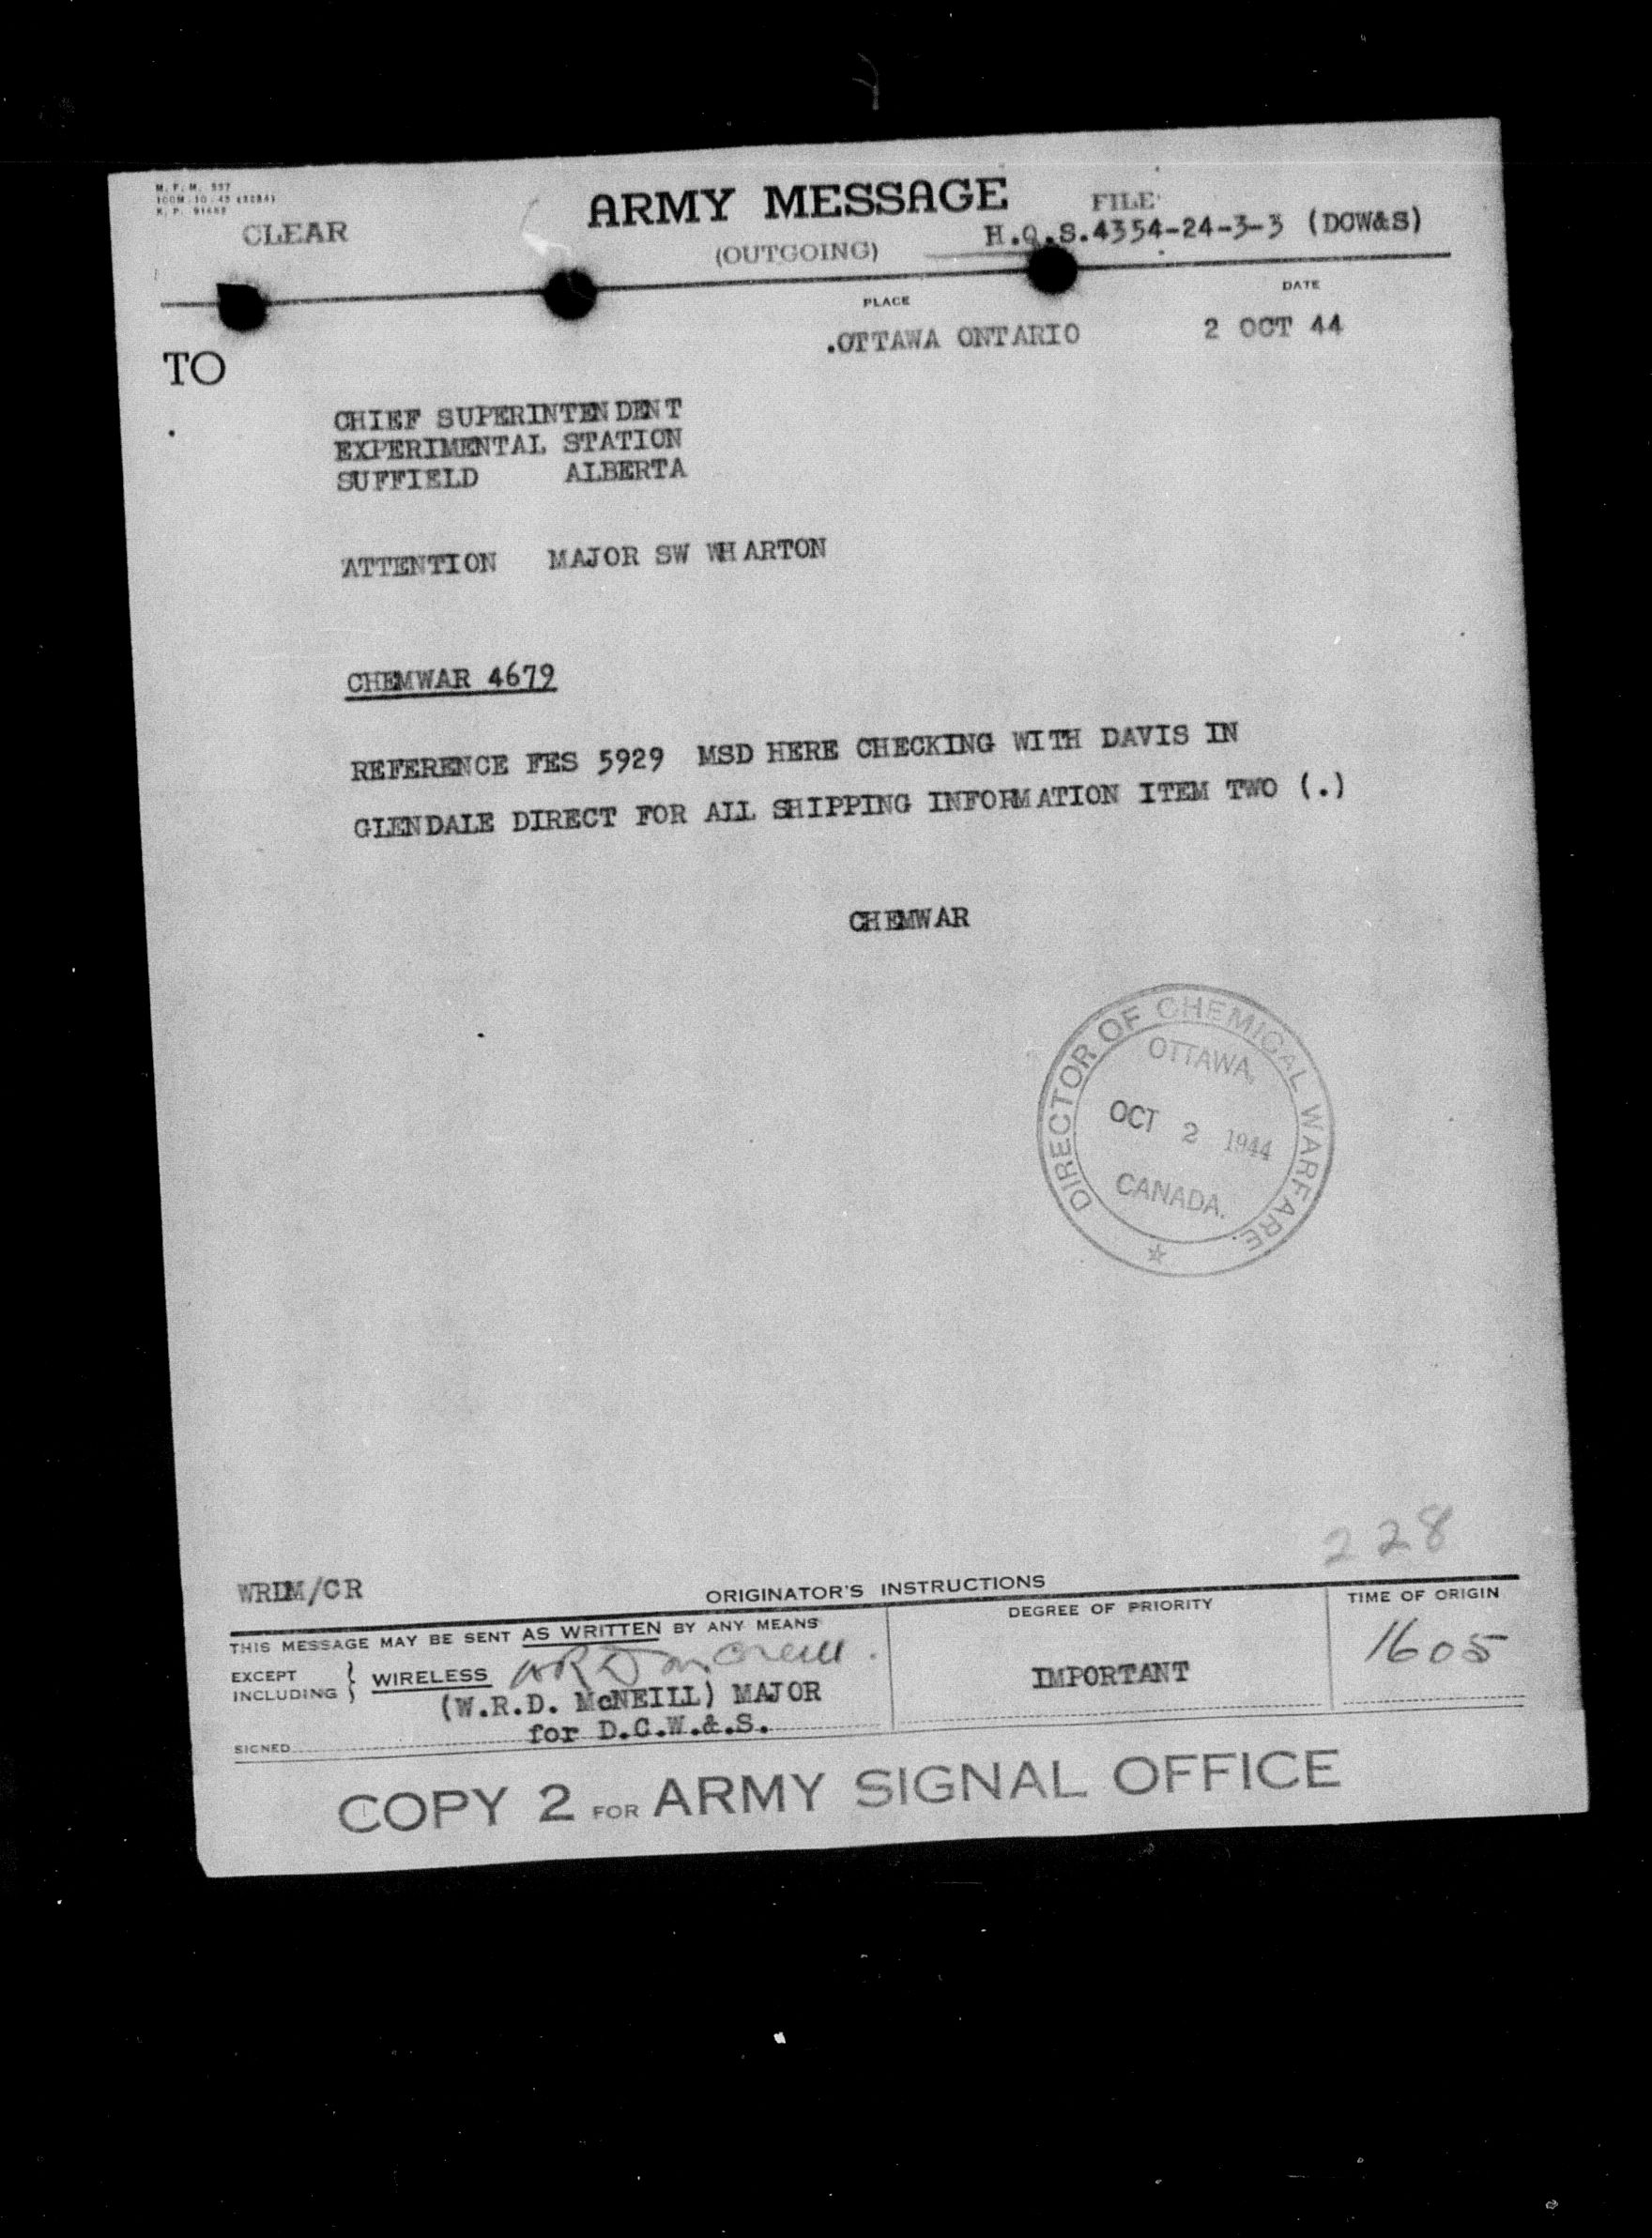 M. F. M. 597
CLEAR
ARMY MESSAGE
(OUTGOING)
FILE
H.Q.S.4354-24-3-3 (DCW&S)
PLACE
DATE
.OTTAWA ONTARIO
2 OCT 44
TO
CHIEF SUPERINTENDENT
EXPERIMENTAL STATION
SUFFIELD ALBERTA
ATTENTION MAJOR SW WHARTON
CHEMWAR 4679
REFERENCE FES 5929 MSD HERE CHECKING WITH DAVIS IN
GLENDALE DIRECT FOR ALL SHIPPING INFORMATION ITEM TWO (.)
CHEMWAR
DIRECTOR OF CHEMICAL WARFARE.
OTTAWA,
OCT 2 1944
CANADA.
228
WRDM/CR
ORIGINATOR'S INSTRUCTIONS
THIS MESSAGE MAY BE SENT AS WRITTEN BY ANY MEANS
DEGREE OF PRIORITY
TIME OF ORIGIN
EXCEPT
INCLUDING } WIRELESS
WRD McNeill.
(W.R.D. McNEILL) MAJOR
for D.C.W.&.S.
SIGNED
IMPORTANT
1605
COPY 2 FOR ARMY SIGNAL OFFICE